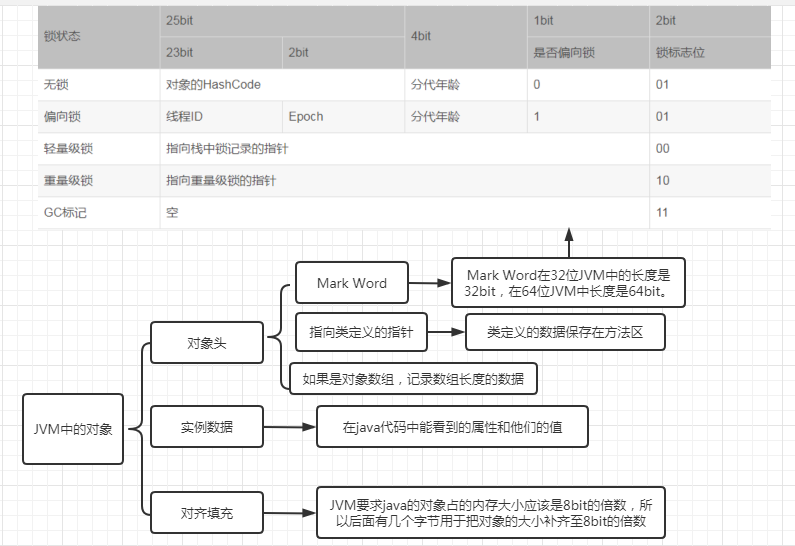 锁状态 25bit 4bit 1bit 2bit
23bit 2bit 是否偏向锁 锁标志位
无锁 对象的HashCode 分代年龄 0 01
偏向锁 线程ID Epoch 分代年龄 1 01
轻量级锁 指向栈中锁记录的指针 00
重量级锁 指向重量级锁的指针 10
GC标记 空 11
Mark Word
Mark Word在32位JVM中的长度是
32bit，在64位JVM中长度是64bit。
对象头
指向类定义的指针
类定义的数据保存在方法区
如果是对象数组，记录数组长度的数据
JVM中的对象
实例数据
在java代码中能看到的属性和他们的值
对齐填充
JVM要求java的对象占的内存大小应该是8bit的倍数，所
以后面有几个字节用于把对象的大小补齐至8bit的倍数